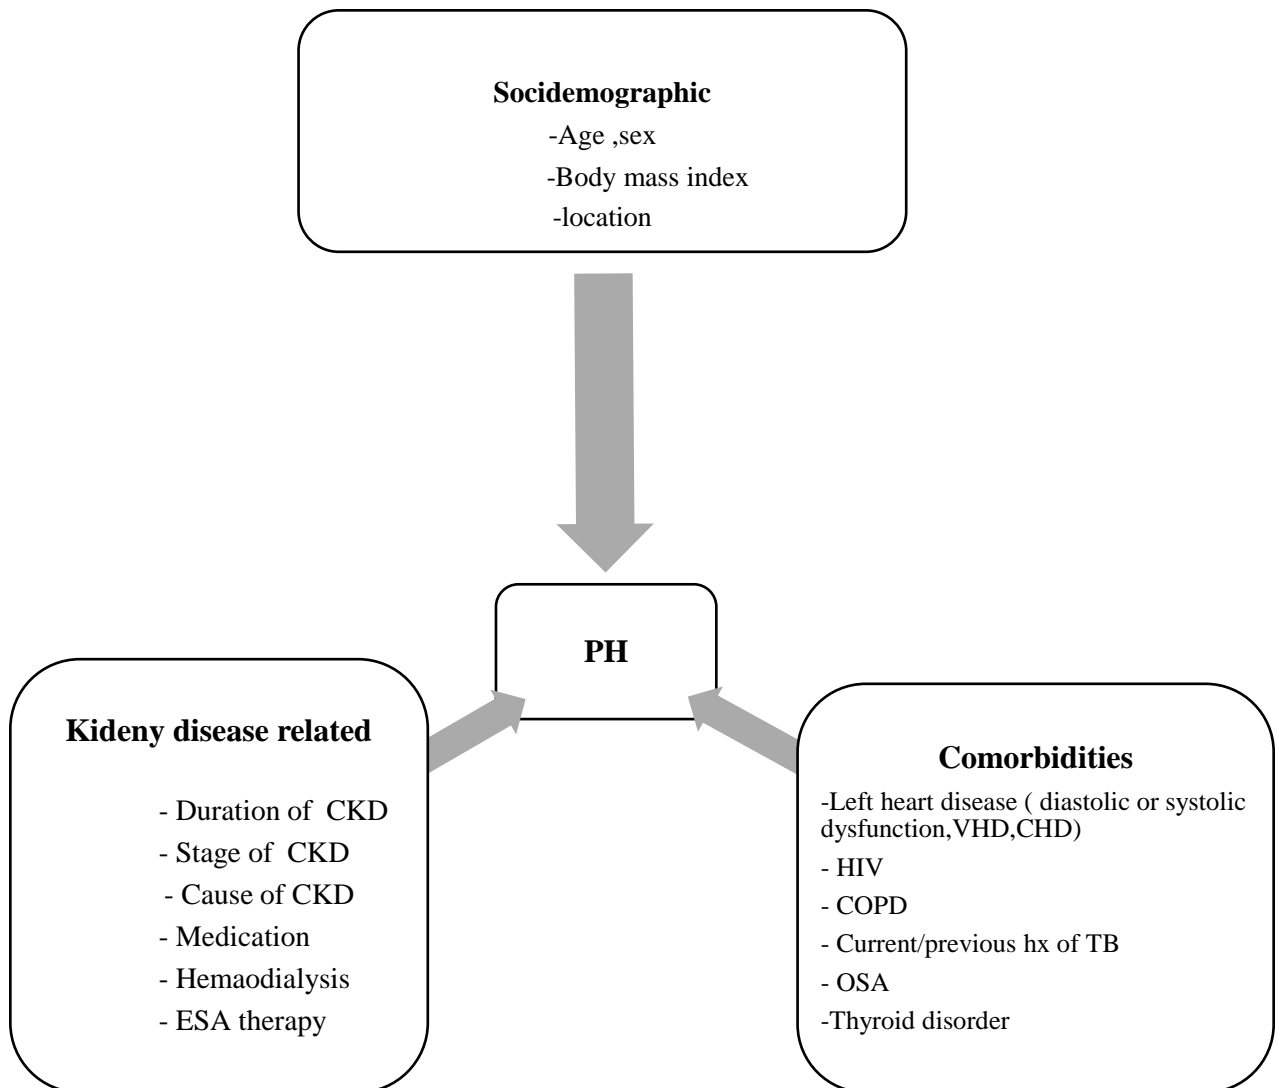 Socidemographic
-Age ,sex
-Body mass index
-location
PH
Kideny disease related
- Duration of CKD
- Stage of CKD
- Cause of CKD
- Medication
- Hemaodialysis
- ESA therapy
Comorbidities
-Left heart disease ( diastolic or systolic
dysfunction,VHD,CHD)
- HIV
- COPD
- Current/previous hx of TB
- OSA
-Thyroid disorder